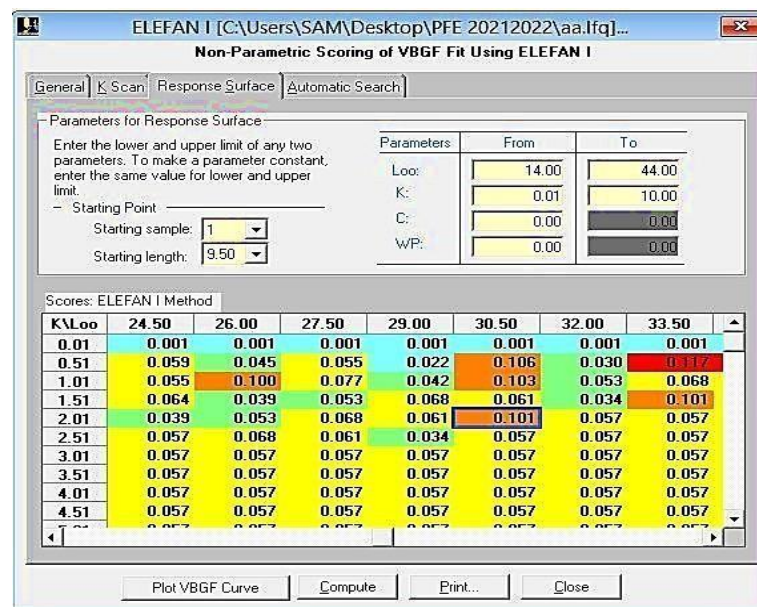 ELEFAN I [C:\Users\SAM\Desktop\PFE 20212022\aa.lfq]...
Non-Parametric Scoring of VBGF Fit Using ELEFAN I
General K Scan Response Surface Automatic Search
Parameters for Response Surface
Enter the lower and upper limit of any two
parameters. To make a parameter constant,
enter the same value for lower and upper
limit.
Starting Point
Starting sample: 1
Starting length: 9.50
Parameters From To
Loo: 14.00 44.00
K: 0.01 10.00
C: 0.00 0.00
WP: 0.00 0.00
Scores: ELEFAN I Method
K\Loo 24.50 26.00 27.50 29.00 30.50 32.00 33.50
0.01 0.001 0.001 0.001 0.001 0.001 0.001 0.001
0.51 0.059 0.045 0.055 0.022 0.106 0.030 0.117
1.01 0.055 0.100 0.077 0.042 0.103 0.053 0.068
1.51 0.064 0.039 0.053 0.068 0.061 0.034 0.101
2.01 0.039 0.053 0.068 0.061 0.101 0.057 0.057
2.51 0.057 0.068 0.061 0.034 0.057 0.057 0.057
3.01 0.057 0.057 0.057 0.057 0.057 0.057 0.057
3.51 0.057 0.057 0.057 0.057 0.057 0.057 0.057
4.01 0.057 0.057 0.057 0.057 0.057 0.057 0.057
4.51 0.057 0.057 0.057 0.057 0.057 0.057 0.057
Plot VBGF Curve Compute Print... Close